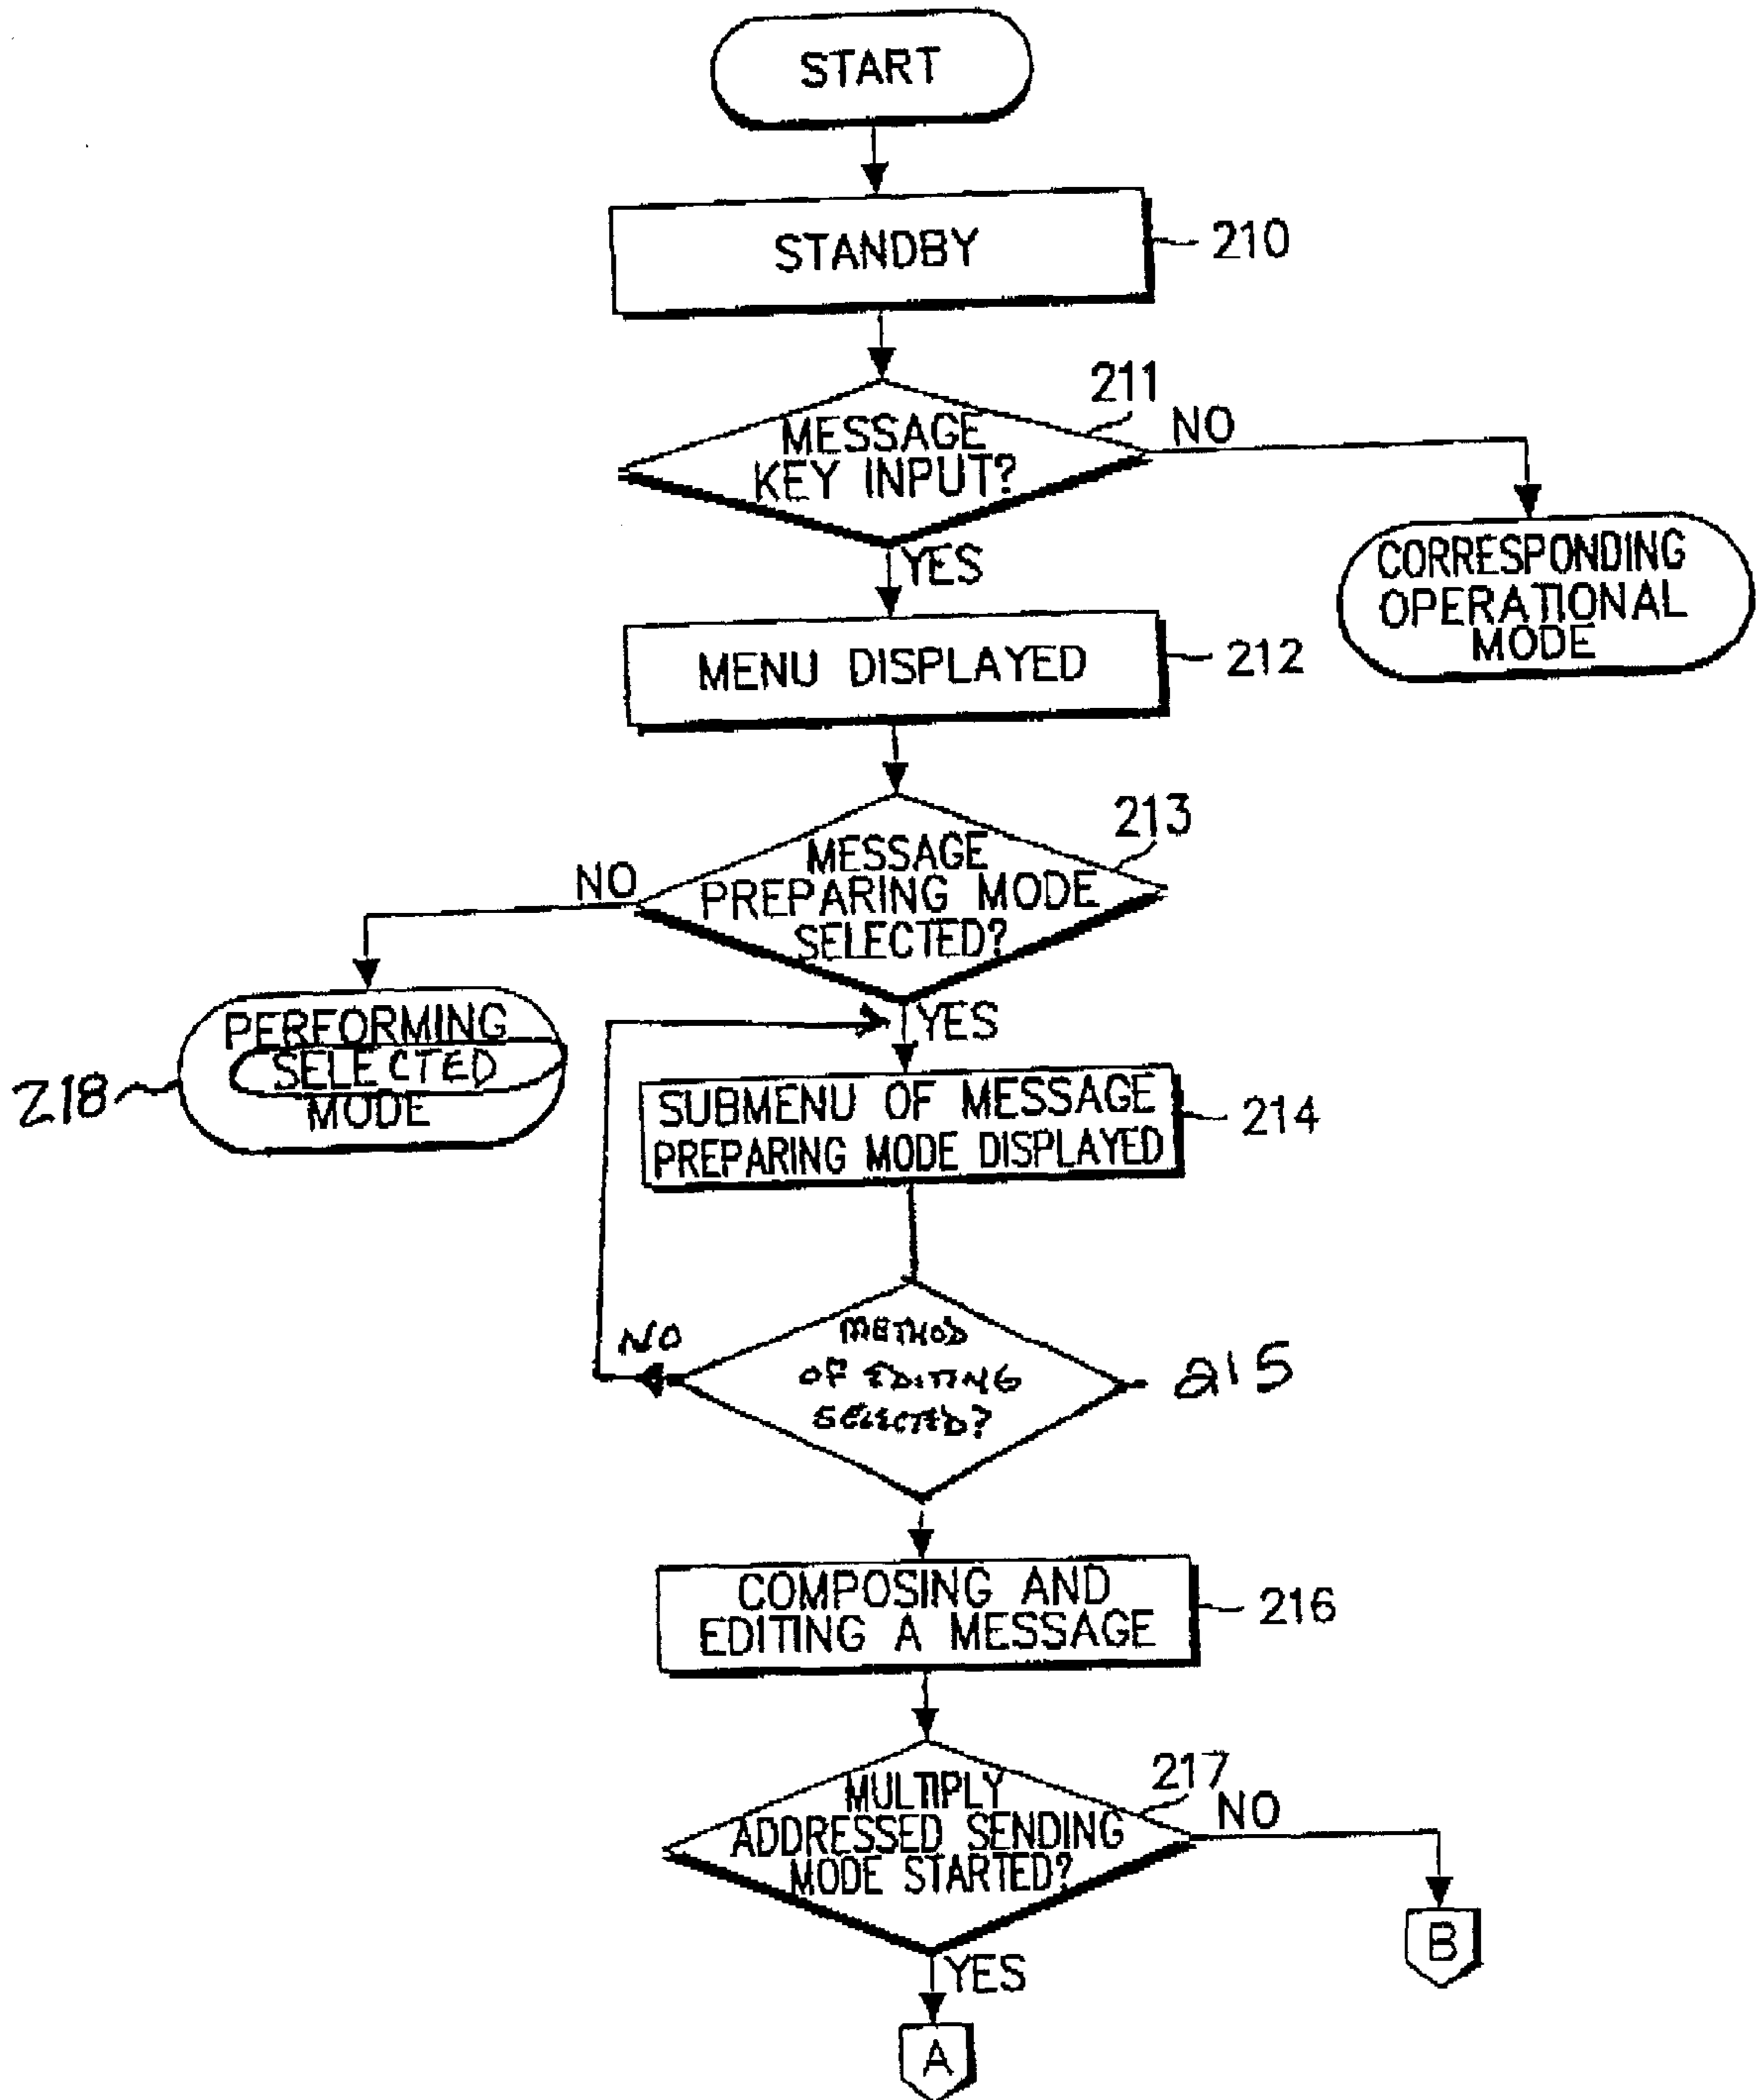 START
STANDBY
210
211
MESSAGE
KEY INPUT?
NO
YES
CORRESPONDING
OPERATIONAL
MODE
MENU DISPLAYED
212
213
MESSAGE
PREPARING MODE
SELECTED?
NO
YES
PERFORMING
SELECTED
MODE
218
SUBMENU OF MESSAGE
PREPARING MODE DISPLAYED
214
METHOD
OF EDITING
SELECTED?
NO
215
COMPOSING AND
EDITING A MESSAGE
216
217
MULTIPLY
ADDRESSED SENDING
MODE STARTED?
NO
B
YES
A